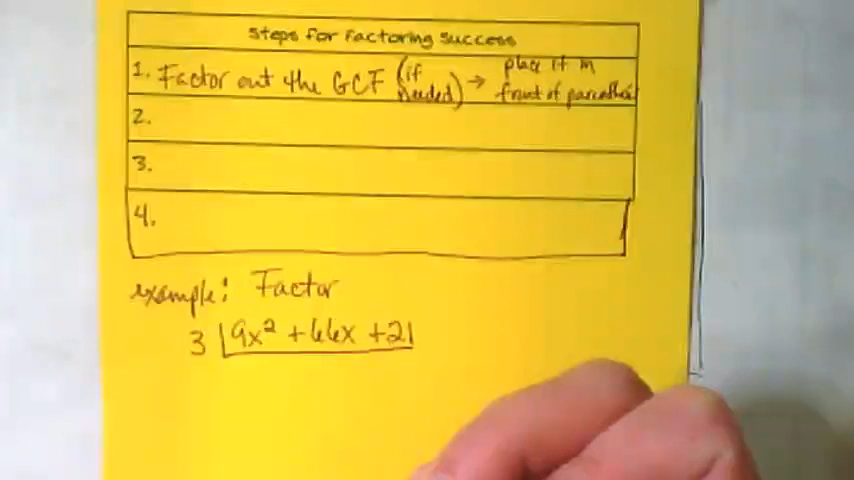 Steps for Factoring Success
1. Factor out the GCF (if needed) → place it in front of parenthesis
2.
3.
4.
example: Factor
3 9x² + 66x + 21